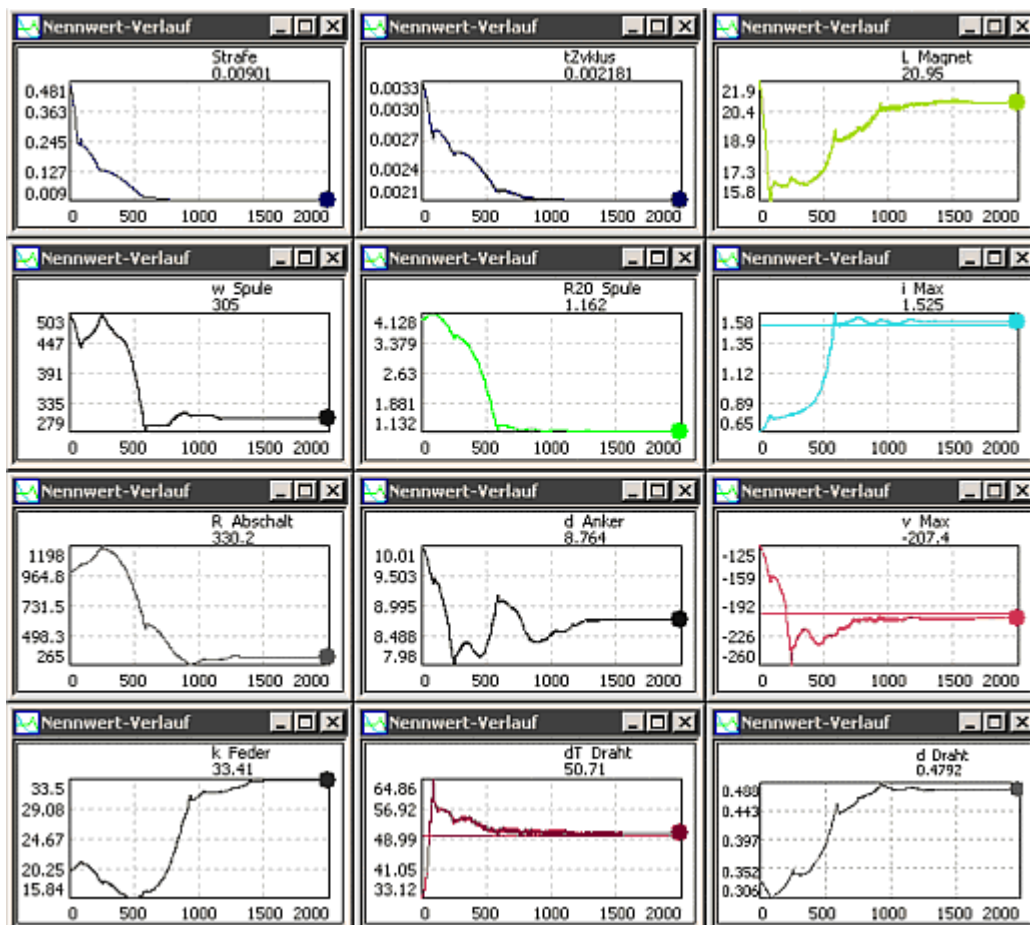 Nennwert-Verlauf
Strafe
0.00901
0.481
0.363
0.245
0.127
0.009
0 500 1000 1500 2000
Nennwert-Verlauf
tZyklus
0.002181
0.0033
0.0030
0.0027
0.0024
0.0021
0 500 1000 1500 2000
Nennwert-Verlauf
L Magnet
20.95
21.9
20.4
18.9
17.3
15.8
0 500 1000 1500 2000
Nennwert-Verlauf
w Spule
305
503
447
391
335
279
0 500 1000 1500 2000
Nennwert-Verlauf
R20 Spule
1.162
4.128
3.379
2.63
1.881
1.132
0 500 1000 1500 2000
Nennwert-Verlauf
i Max
1.525
1.58
1.35
1.12
0.89
0.65
0 500 1000 1500 2000
Nennwert-Verlauf
R Abschalt
330.2
1198
964.8
731.5
498.3
265
0 500 1000 1500 2000
Nennwert-Verlauf
d Anker
8.764
10.01
9.503
8.995
8.488
7.98
0 500 1000 1500 2000
Nennwert-Verlauf
v Max
-207.4
-125
-159
-192
-226
-260
0 500 1000 1500 2000
Nennwert-Verlauf
k Feder
33.41
33.5
29.08
24.67
20.25
15.84
0 500 1000 1500 2000
Nennwert-Verlauf
dT Draht
50.71
64.86
56.92
48.99
41.05
33.12
0 500 1000 1500 2000
Nennwert-Verlauf
d Draht
0.4792
0.488
0.443
0.397
0.352
0.306
0 500 1000 1500 2000